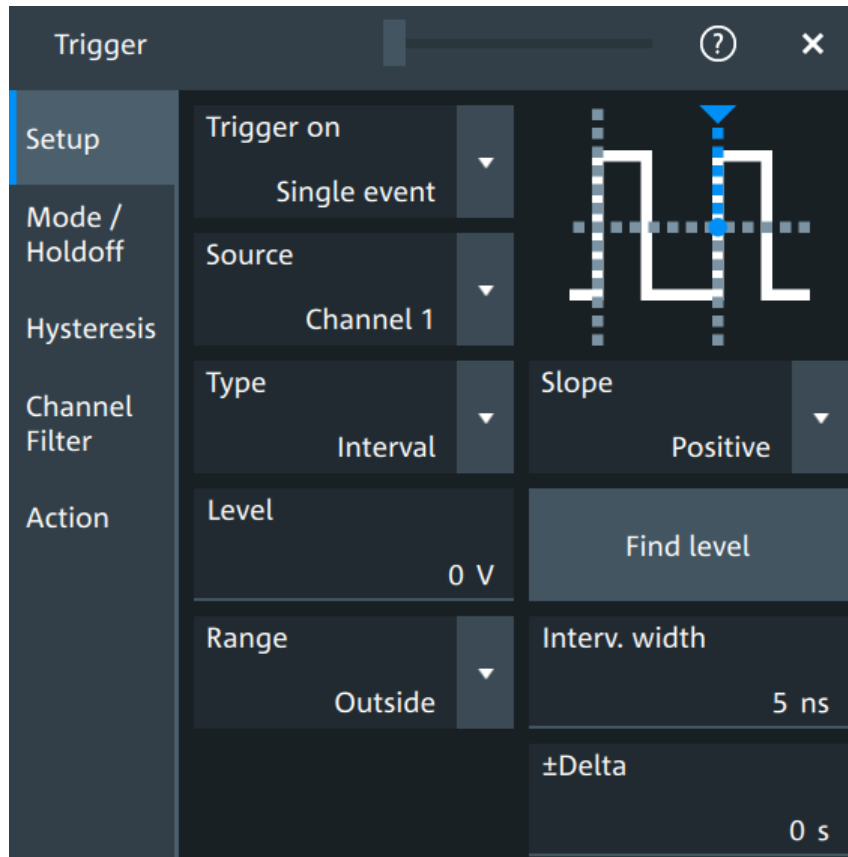 Trigger
?
Setup
Mode /
Holdoff
Hysteresis
Channel
Filter
Action
Trigger on
Single event
Source
Channel 1
Type
Interval
Slope
Positive
Level
0 V
Find level
Range
Outside
Interv. width
5 ns
±Delta
0 s